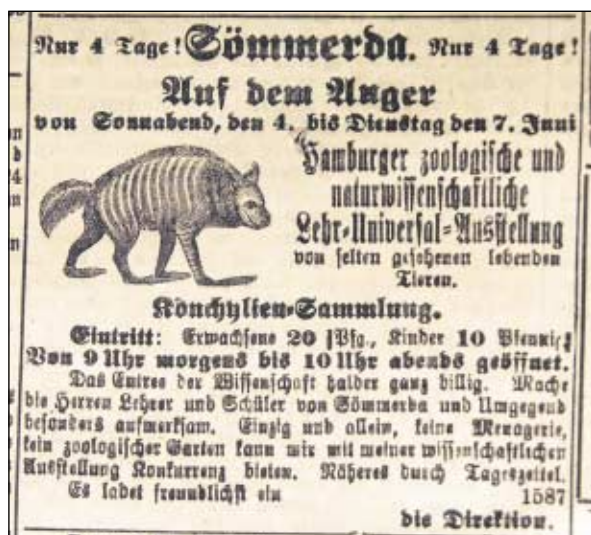 Nur 4 Tage! Sömmerda. Nur 4 Tage!
Auf dem Anger
von Sonnabend, den 4. bis Dienstag den 7. Juni
Hamburger zoologische und
naturwissenschaftliche
Lehr-Universal-Ausstellung
von selten gesehenen lebenden
Tieren.
Konchylien-Sammlung.
Eintritt: Erwachsene 20 Pfg., Kinder 10 Pfennig
Von 9 Uhr morgens bis 10 Uhr abends geöffnet.
Das Entree der Wissenschaft halder ganz billig. Mache
die Herren Lehrer und Schüler von Sömmerda und Umgegend
besonders aufmerksam. Einzig und allein, keine Menagerie,
kein zoologischer Garten kann mir mit meiner wissenschaftlichen
Ausstellung Konkurrenz bieten. Näheres durch Tageszettel.
Es ladet freundlichst ein 1587
die Direktion.